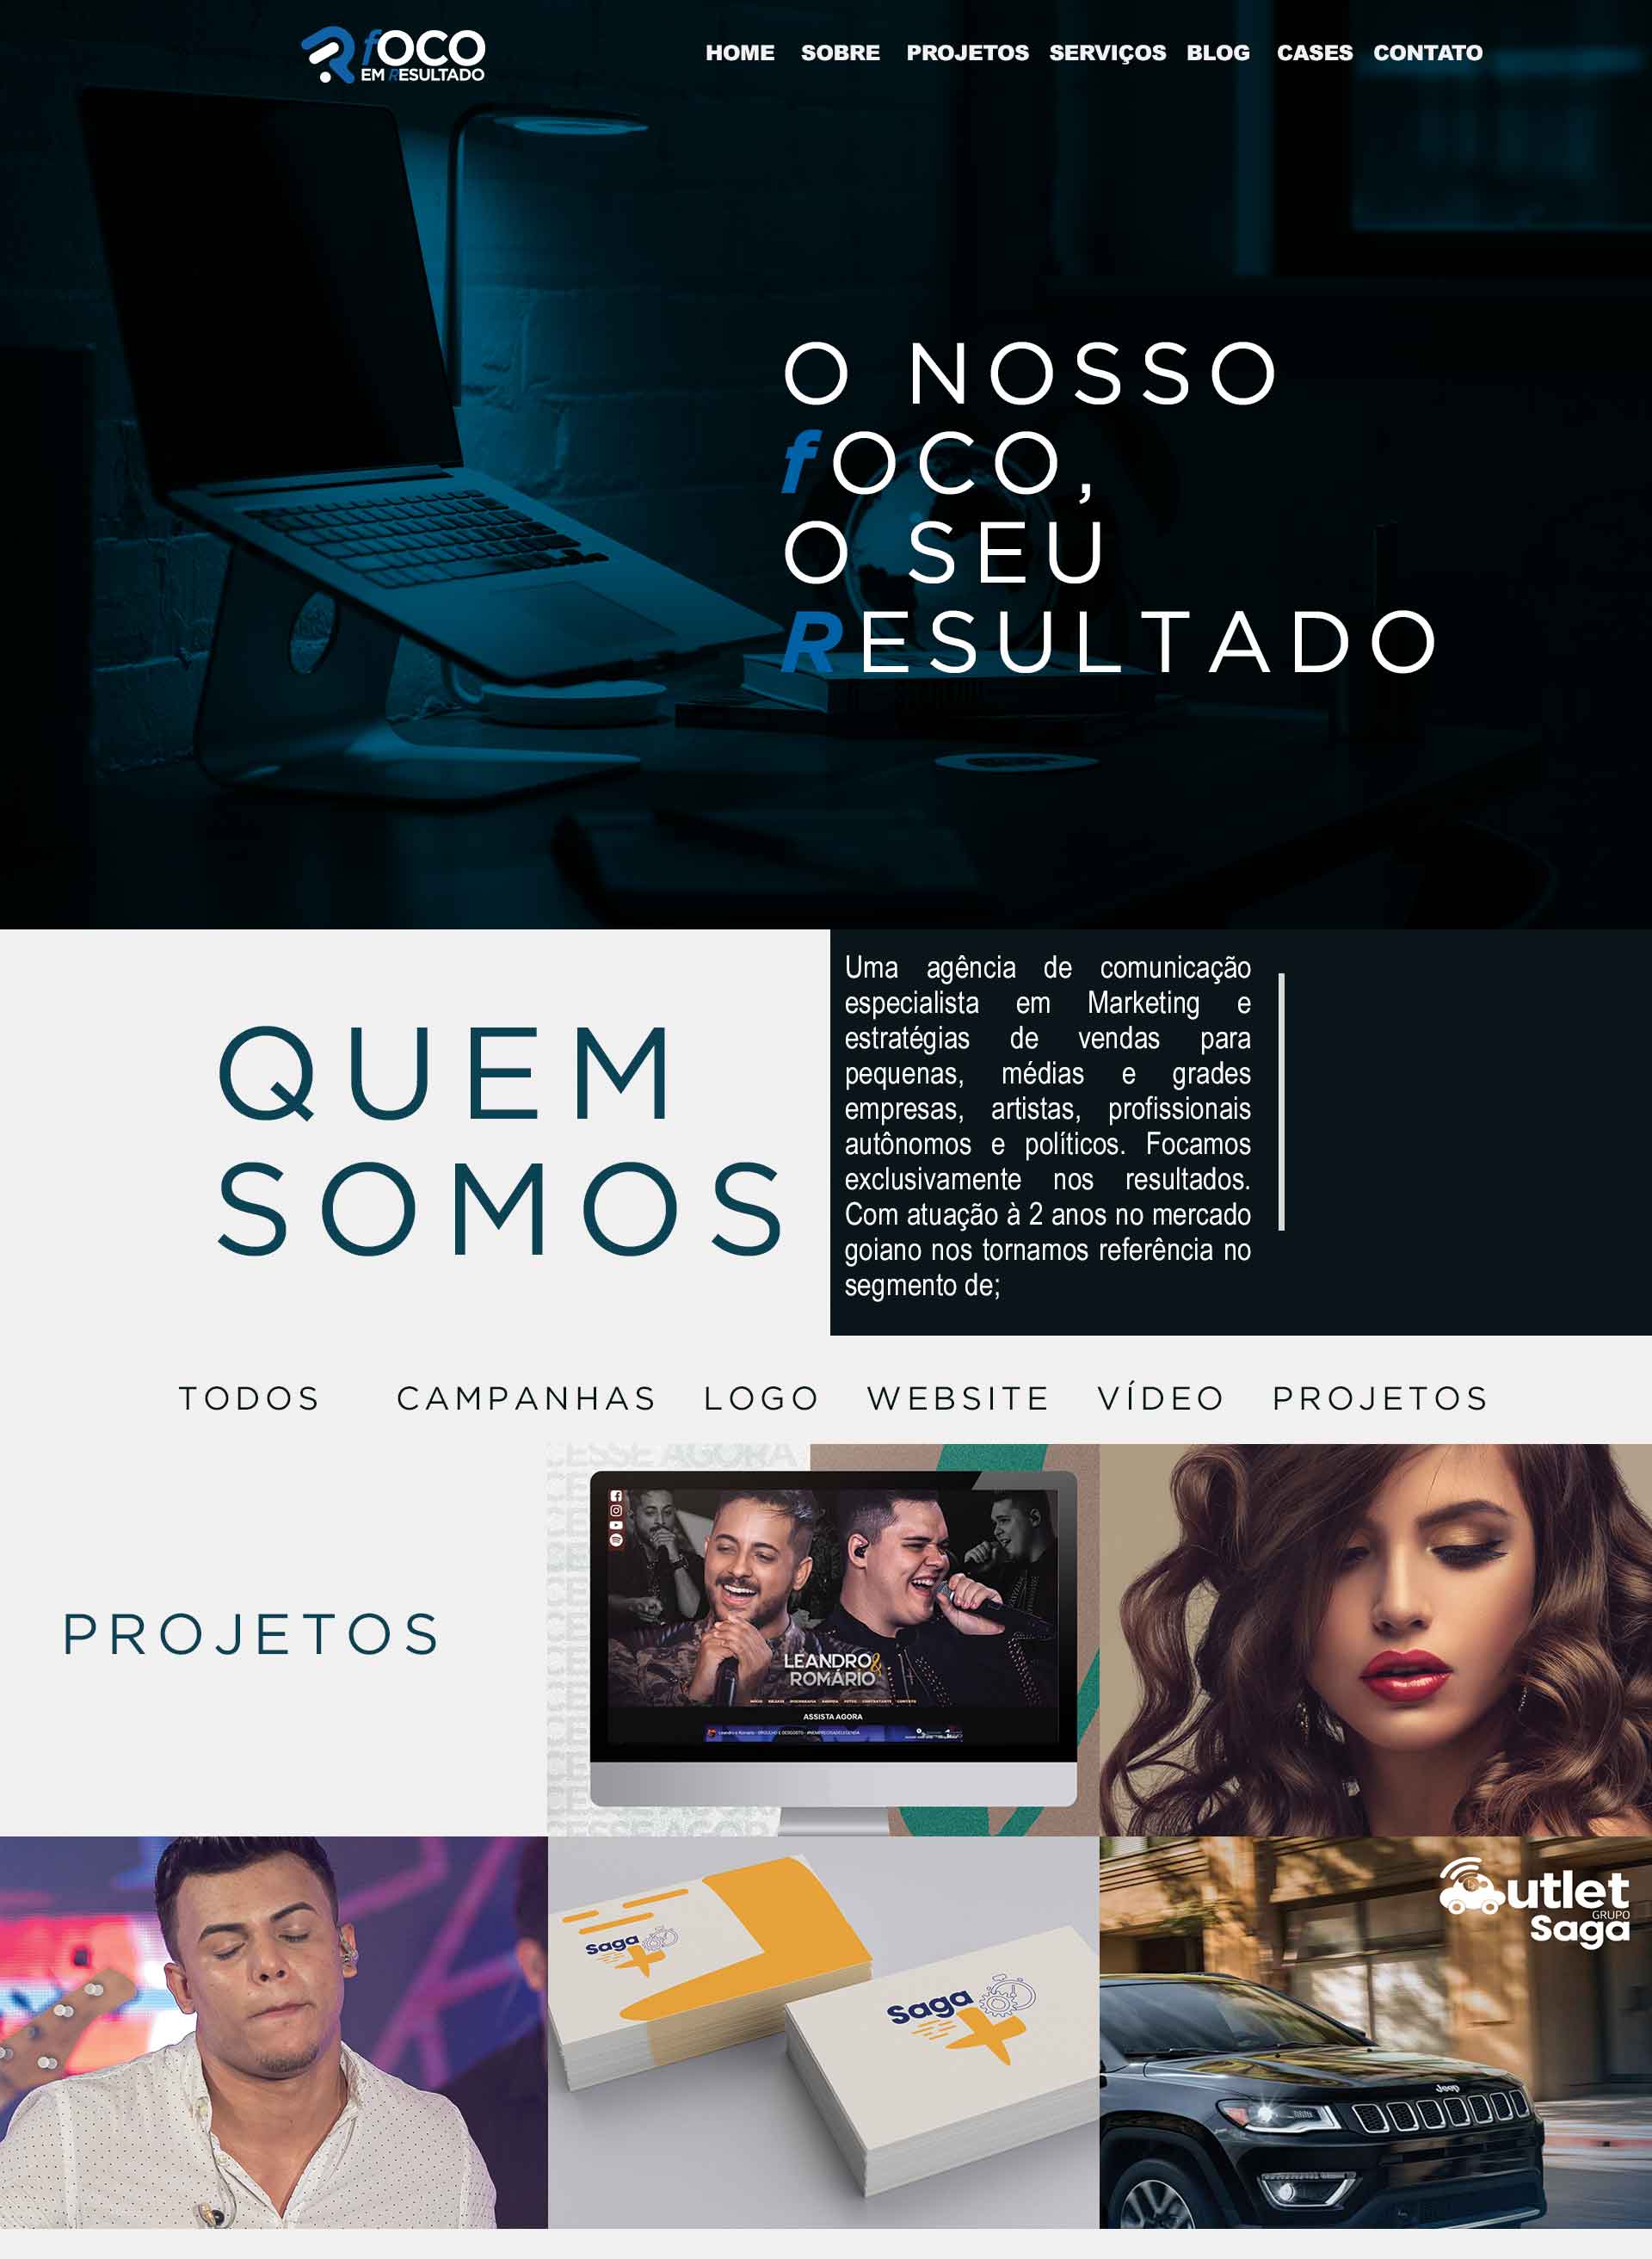 fOCO
EM RESULTADO
HOME SOBRE PROJETOS SERVIÇOS BLOG CASES CONTATO
O NOSSO
fOCO,
O SEU
RESULTADO
QUEM
SOMOS
Uma agência de comunicação
especialista em Marketing e
estratégias de vendas para
pequenas, médias e grades
empresas, artistas, profissionais
autônomos e políticos. Focamos
exclusivamente nos resultados.
Com atuação à 2 anos no mercado
goiano nos tornamos referência no
segmento de;
TODOS CAMPANHAS LOGO WEBSITE VÍDEO PROJETOS
PROJETOS
ESSE AGORA
LEANDRO &
ROMÁRIO
ASSISTA AGORA
Saga
Saga
Outlet
GRUPO
Saga
Jeep